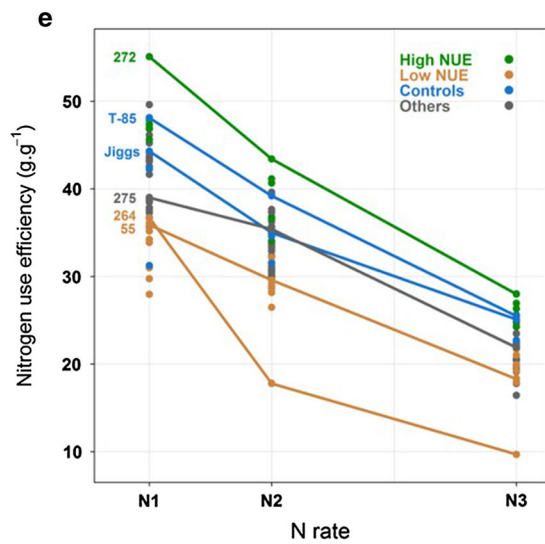 e
272
T-85
Jiggs
275
264
55
High NUE
Low NUE
Controls
Others
50
40
30
20
10
Nitrogen use efficiency (g.g⁻¹)
N1 N2 N3
N rate